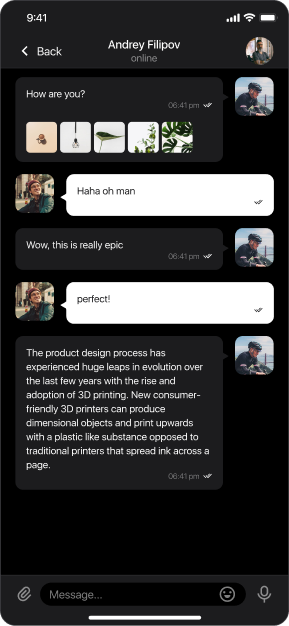 9:41
Back
Andrey Filipov
online
How are you?
06:41 pm
Haha oh man
Wow, this is really epic
06:41 pm
perfect!
The product design process has
experienced huge leaps in evolution over
the last few years with the rise and
adoption of 3D printing. New consumer-
friendly 3D printers can produce
dimensional objects and print upwards
with a plastic like substance opposed to
traditional printers that spread ink across a
page.
06:41 pm
Message...